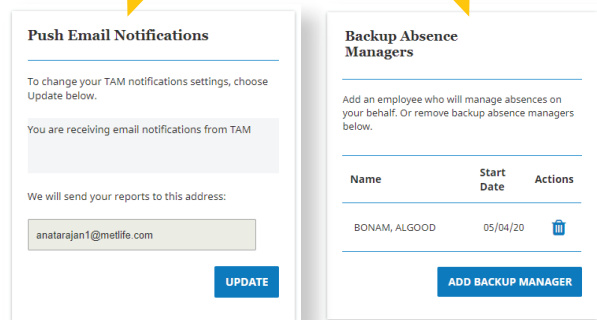 Push Email Notifications
To change your TAM notifications settings, choose
Update below.
You are receiving email notifications from TAM
We will send your reports to this address:
anatarajan1@metlife.com
UPDATE
Backup Absence
Managers
Add an employee who will manage absences on
your behalf. Or remove backup absence managers
below.
Name Start Date Actions
BONAM, ALGOOD 05/04/20
ADD BACKUP MANAGER